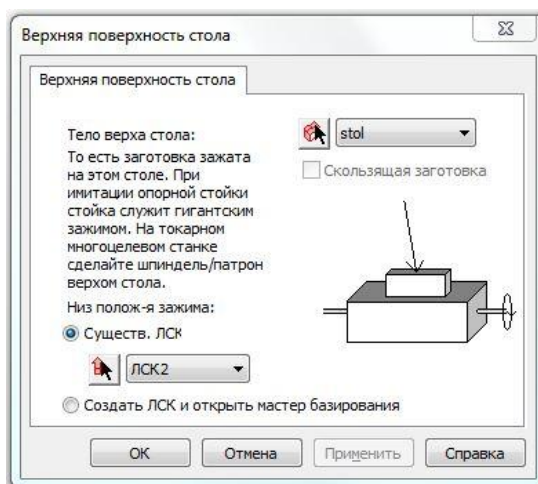 Верхняя поверхность стола
Верхняя поверхность стола
Тело верха стола:
stol
То есть заготовка зажата
на этом столе. При
имитации опорной стойки
стойка служит гигантским
зажимом. На токарном
многоцелевом станке
сделайте шпиндель/патрон
верхом стола.
Скользящая заготовка
Низ полож-я зажима:
Существ. ЛСК
ЛСК2
Создать ЛСК и открыть мастер базирования
ОК
Отмена
Применить
Справка